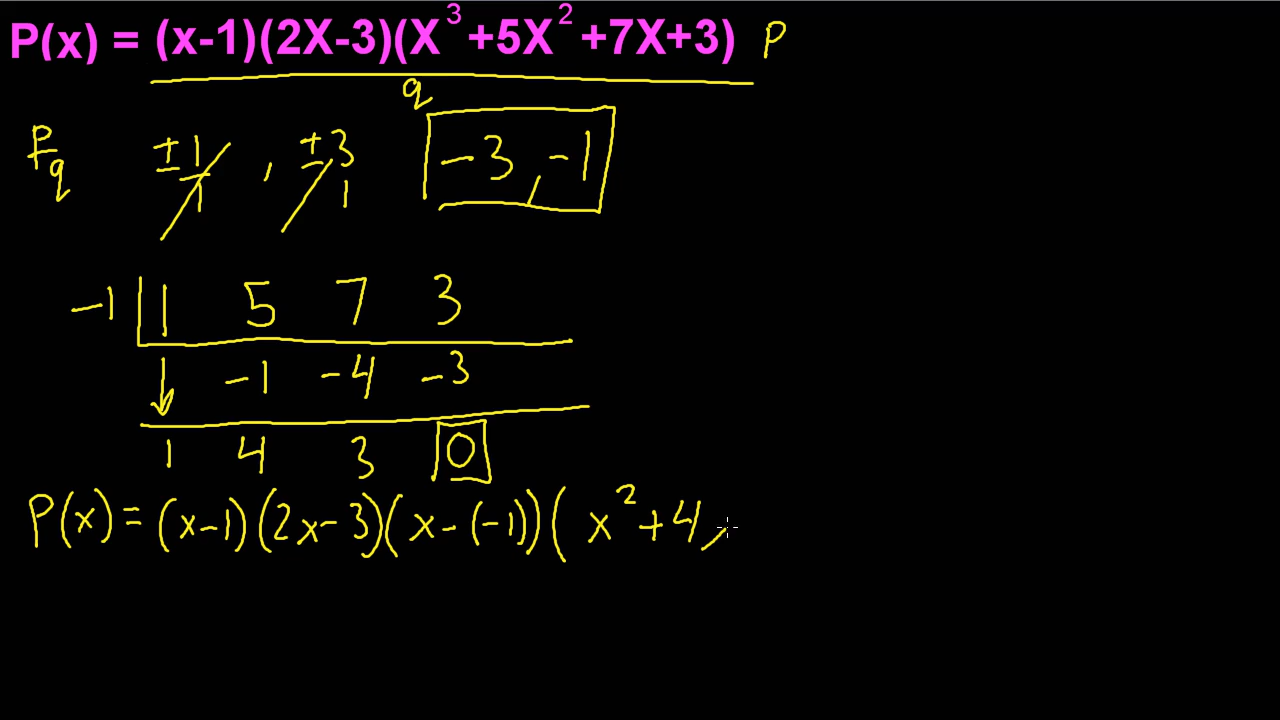 P(x) = (x-1)(2X-3)(X³+5X²+7X+3) P
q
P/q ±1/1 , ±3/1 -3, -1
-1 | 1 5 7 3
↓ -1 -4 -3
1 4 3 0
P(x) = (x-1)(2x-3)(x-(-1))( x²+4